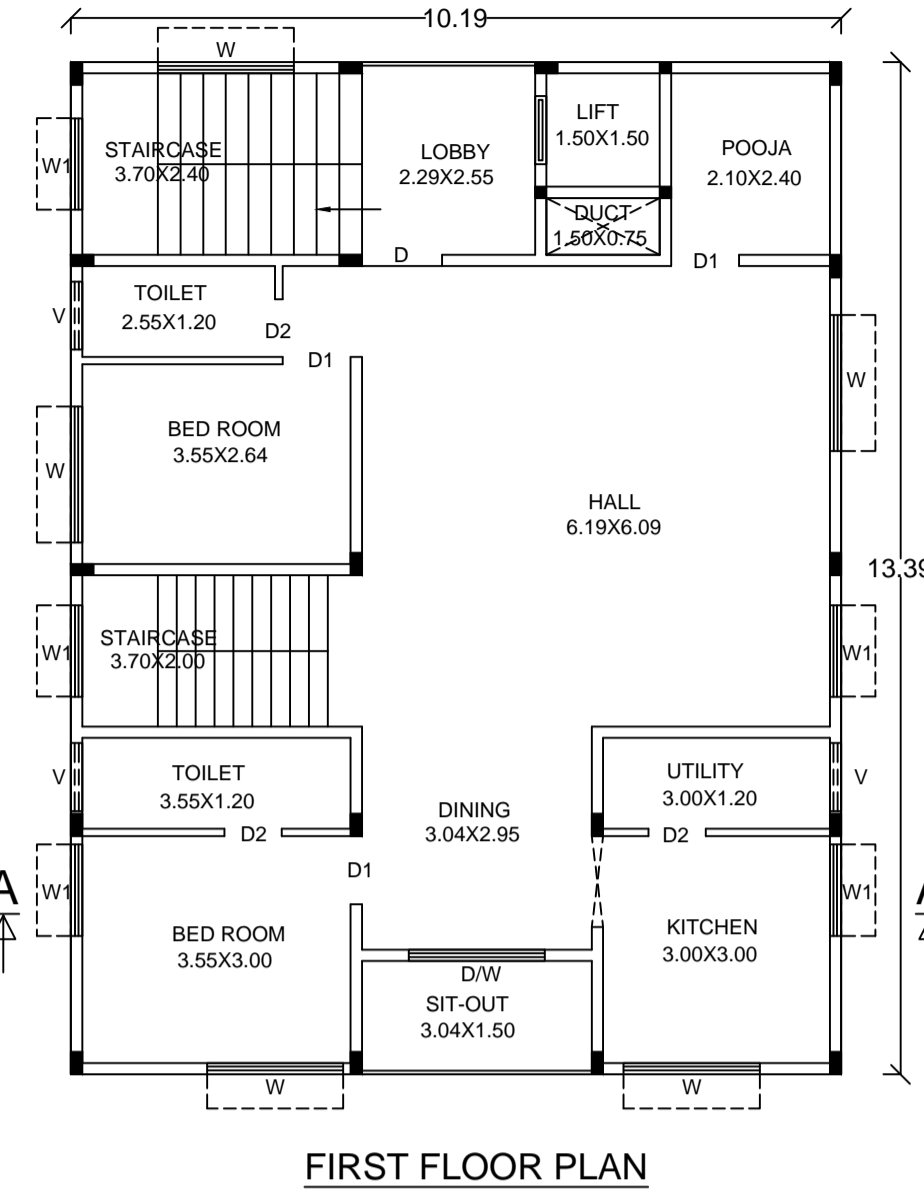 10.19
W
STAIRCASE
3.70X2.40
W1
LOBBY
2.29X2.55
LIFT
1.50X1.50
POOJA
2.10X2.40
DUCT
1.50X0.75
D
D1
TOILET
2.55X1.20
V
D2
D1
W
BED ROOM
3.55X2.64
W
HALL
6.19X6.09
13.39
STAIRCASE
3.70X2.00
W1
W1
TOILET
3.55X1.20
V
UTILITY
3.00X1.20
V
DINING
3.04X2.95
D2
D2
D1
A
W1
W1
A
BED ROOM
3.55X3.00
KITCHEN
3.00X3.00
D/W
SIT-OUT
3.04X1.50
W
W
FIRST FLOOR PLAN